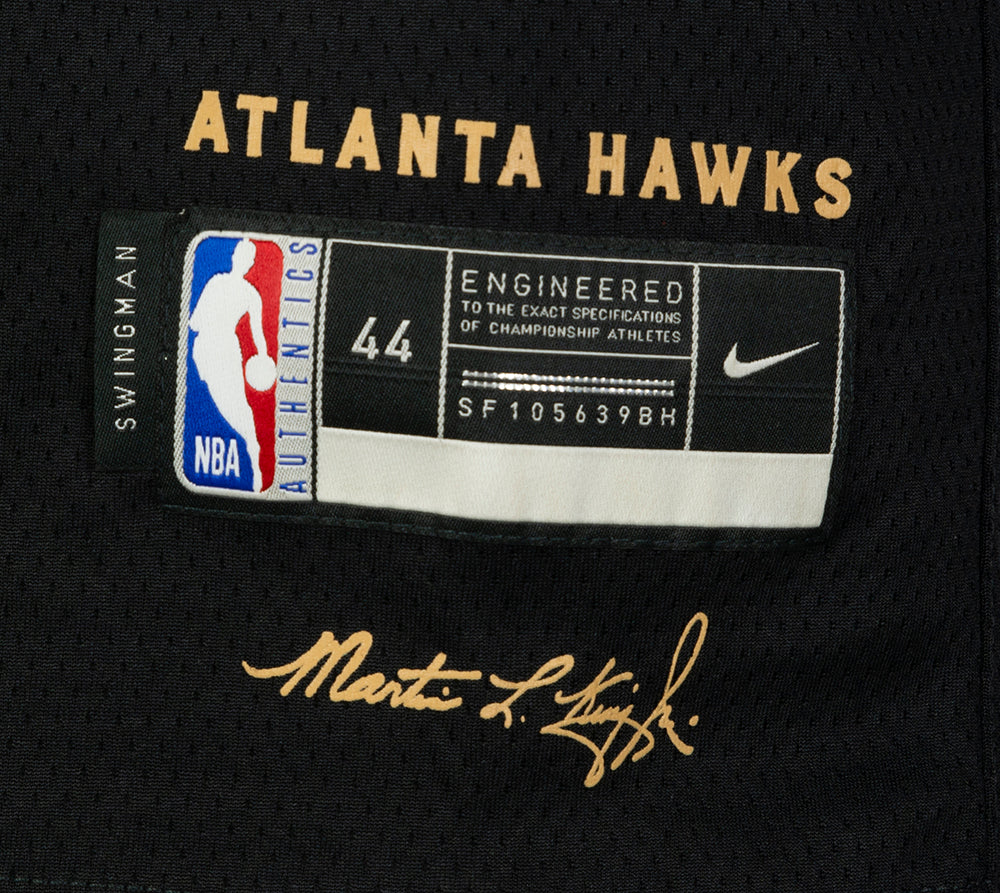 ATLANTA HAWKS
SWINGMAN
NBA
AUTHENTICS
44
ENGINEERED
TO THE EXACT SPECIFICATIONS
OF CHAMPIONSHIP ATHLETES
SF105639BH
Martin L. King Jr.